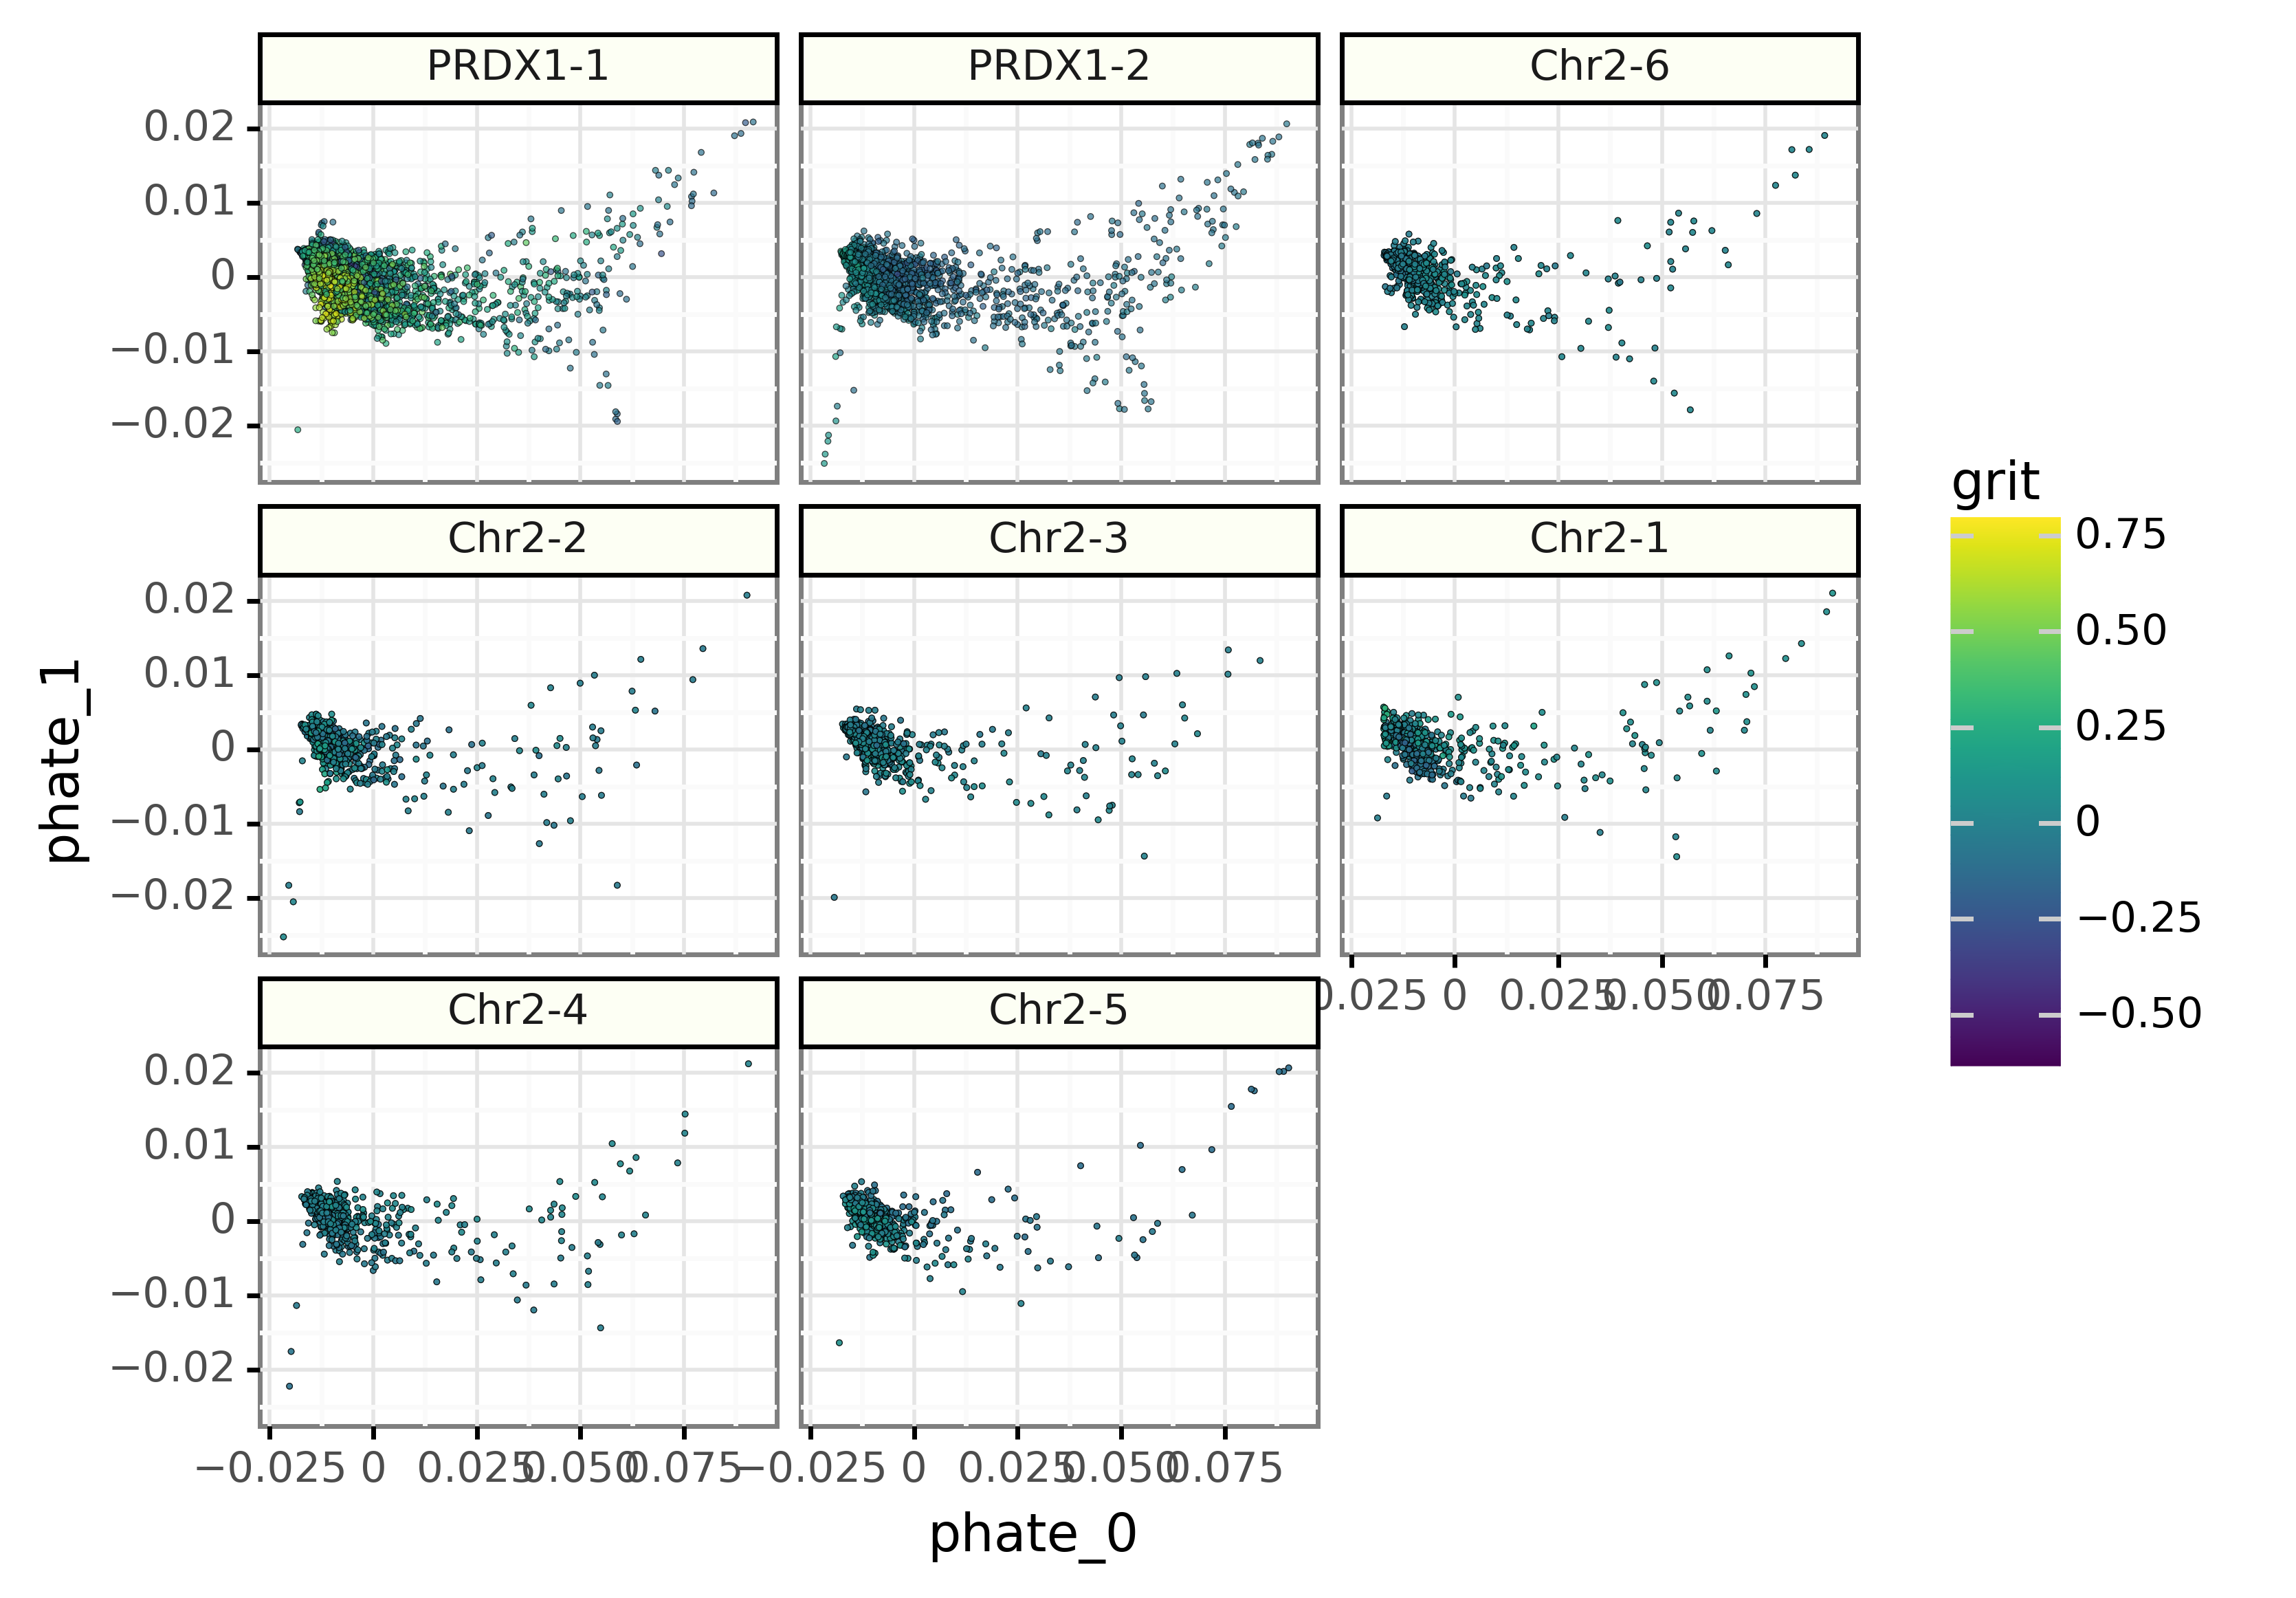 PRDX1-1 PRDX1-2 Chr2-6
0.02
0.01
0
−0.01
−0.02
Chr2-2 Chr2-3 Chr2-1
0.02
0.01
0
−0.01
−0.02
0.025 0 0.025 0.050 0.075
Chr2-4 Chr2-5
0.02
0.01
0
−0.01
−0.02
−0.025 0 0.025 0.050 0.075 −0.025 0 0.025 0.050 0.075
phate_0
phate_1
grit
0.75
0.50
0.25
0
−0.25
−0.50